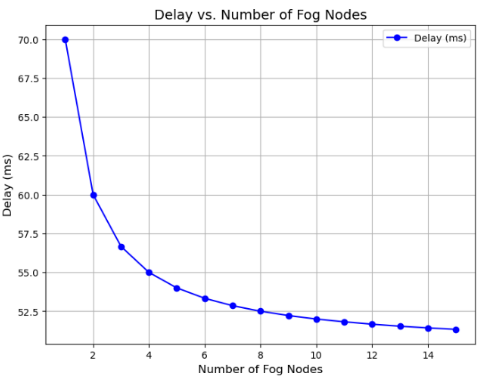 Delay vs. Number of Fog Nodes
Delay (ms)
70.0
67.5
65.0
62.5
60.0
57.5
55.0
52.5
Delay (ms)
2 4 6 8 10 12 14
Number of Fog Nodes